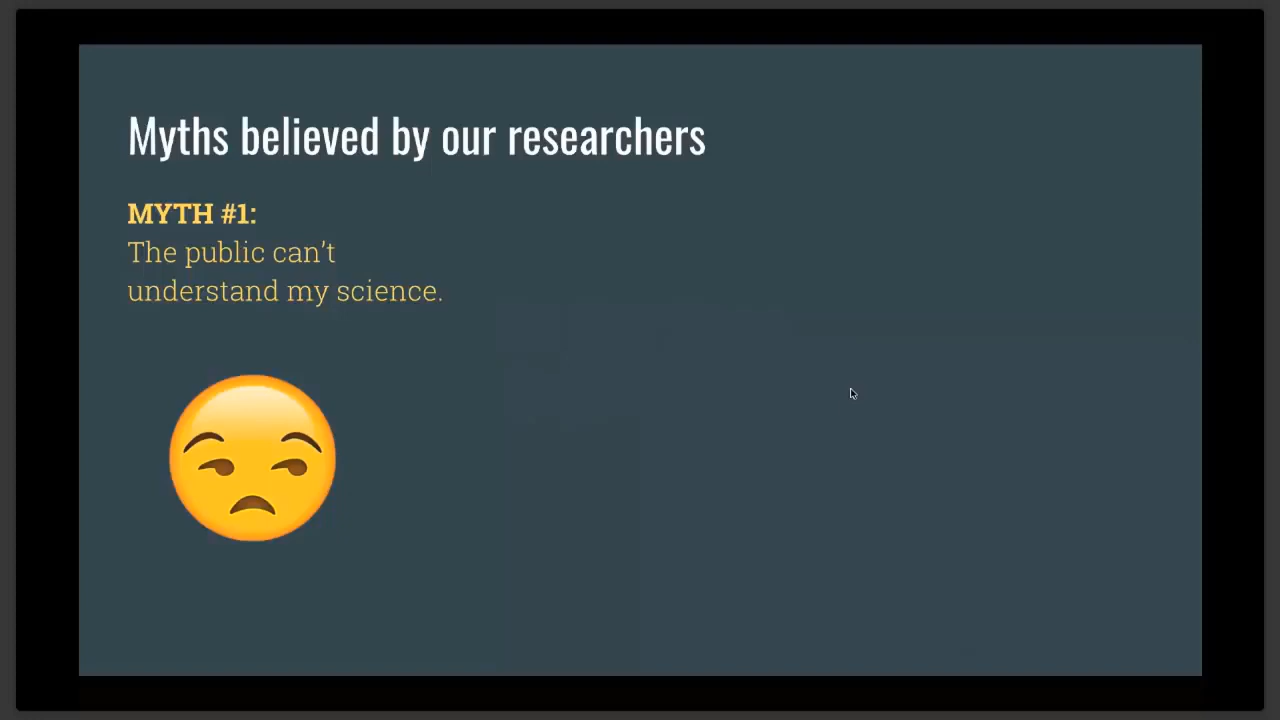 Myths believed by our researchers
MYTH #1:
The public can’t
understand my science.